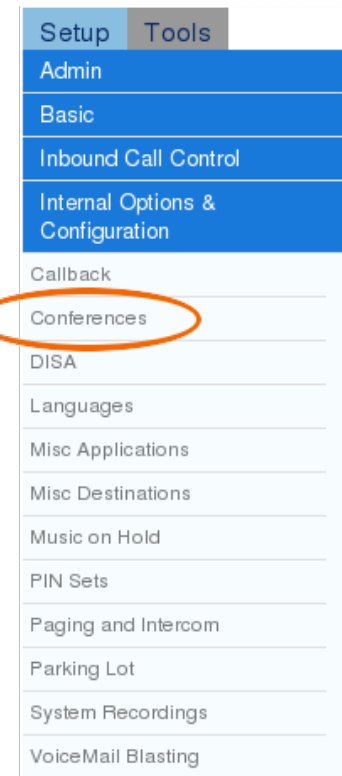 Setup Tools
Admin
Basic
Inbound Call Control
Internal Options &
Configuration
Callback
Conferences
DISA
Languages
Misc Applications
Misc Destinations
Music on Hold
PIN Sets
Paging and Intercom
Parking Lot
System Recordings
VoiceMail Blasting